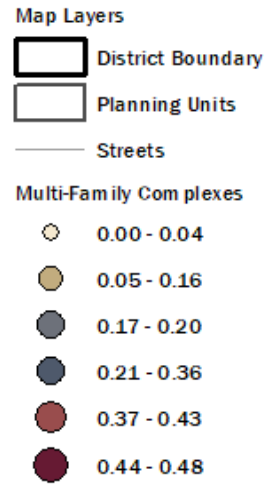 Map Layers
District Boundary
Planning Units
Streets
Multi-Family Complexes
0.00 - 0.04
0.05 - 0.16
0.17 - 0.20
0.21 - 0.36
0.37 - 0.43
0.44 - 0.48